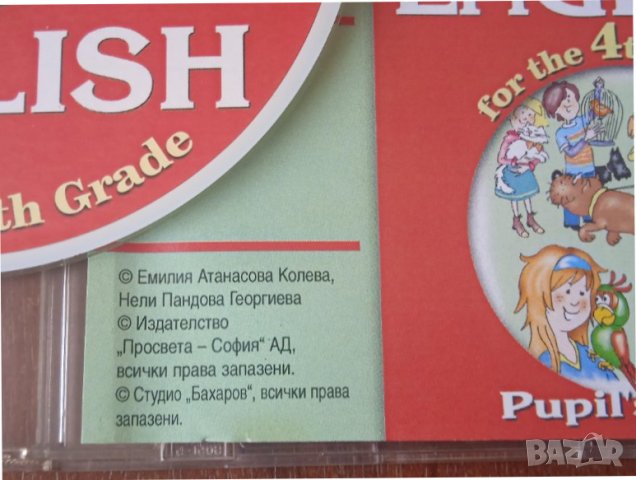 LISH
th Grade
for the 4t
© Емилия Атанасова Колева,
Нели Пандова Георгиева
© Издателство
„Просвета – София“ АД,
всички права запазени.
© Студио „Бахаров“, всички права
запазени.
Pupil's
BAZAR